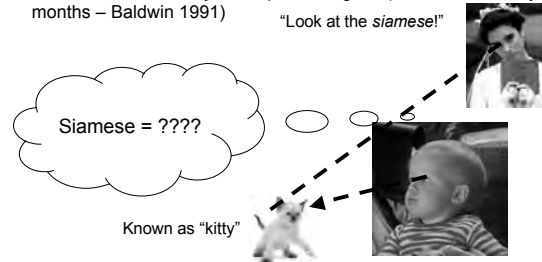 months – Baldwin 1991)
“Look at the siamese!”
Siamese = ????
Known as “kitty”